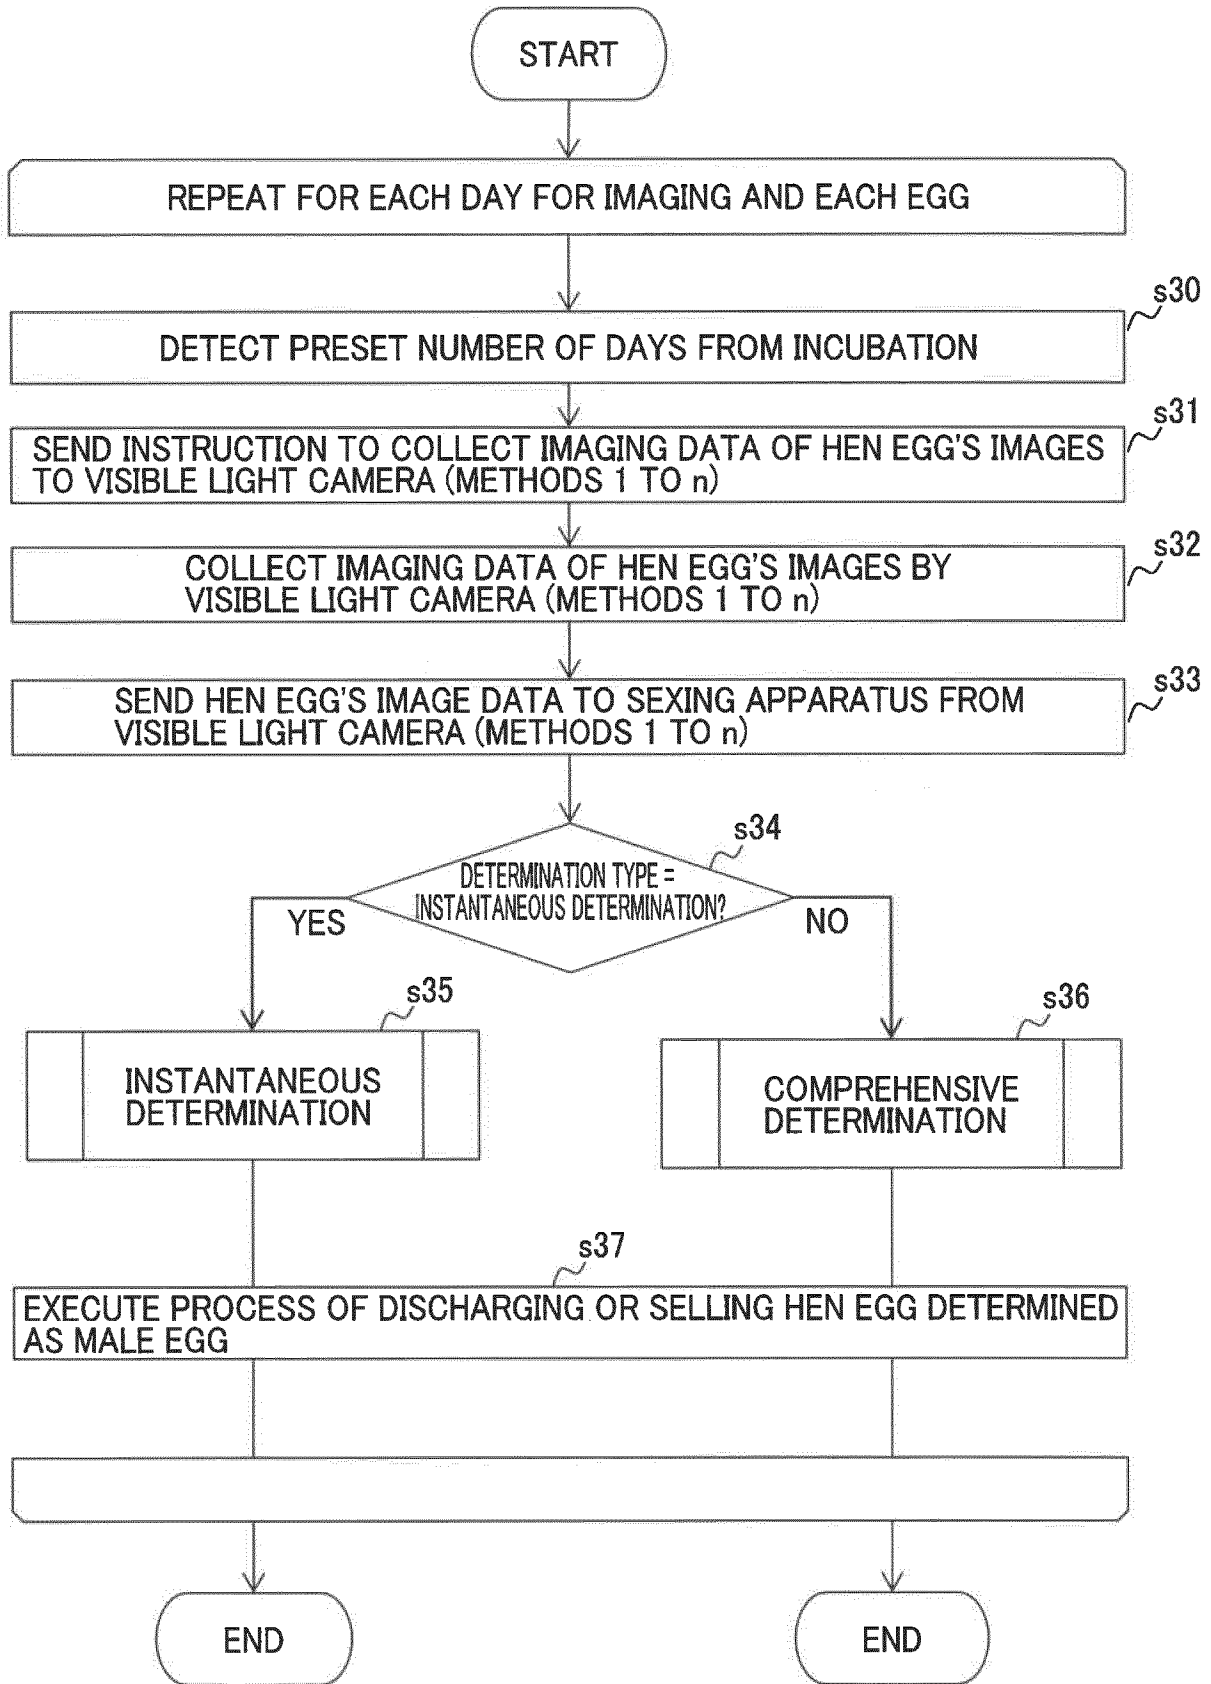 START
REPEAT FOR EACH DAY FOR IMAGING AND EACH EGG
s30
DETECT PRESET NUMBER OF DAYS FROM INCUBATION
s31
SEND INSTRUCTION TO COLLECT IMAGING DATA OF HEN EGG'S IMAGES
TO VISIBLE LIGHT CAMERA (METHODS 1 TO n)
s32
COLLECT IMAGING DATA OF HEN EGG'S IMAGES BY
VISIBLE LIGHT CAMERA (METHODS 1 TO n)
s33
SEND HEN EGG'S IMAGE DATA TO SEXING APPARATUS FROM
VISIBLE LIGHT CAMERA (METHODS 1 TO n)
s34
DETERMINATION TYPE =
INSTANTANEOUS DETERMINATION?
YES
NO
s35
INSTANTANEOUS
DETERMINATION
s36
COMPREHENSIVE
DETERMINATION
s37
EXECUTE PROCESS OF DISCHARGING OR SELLING HEN EGG DETERMINED
AS MALE EGG
END
END